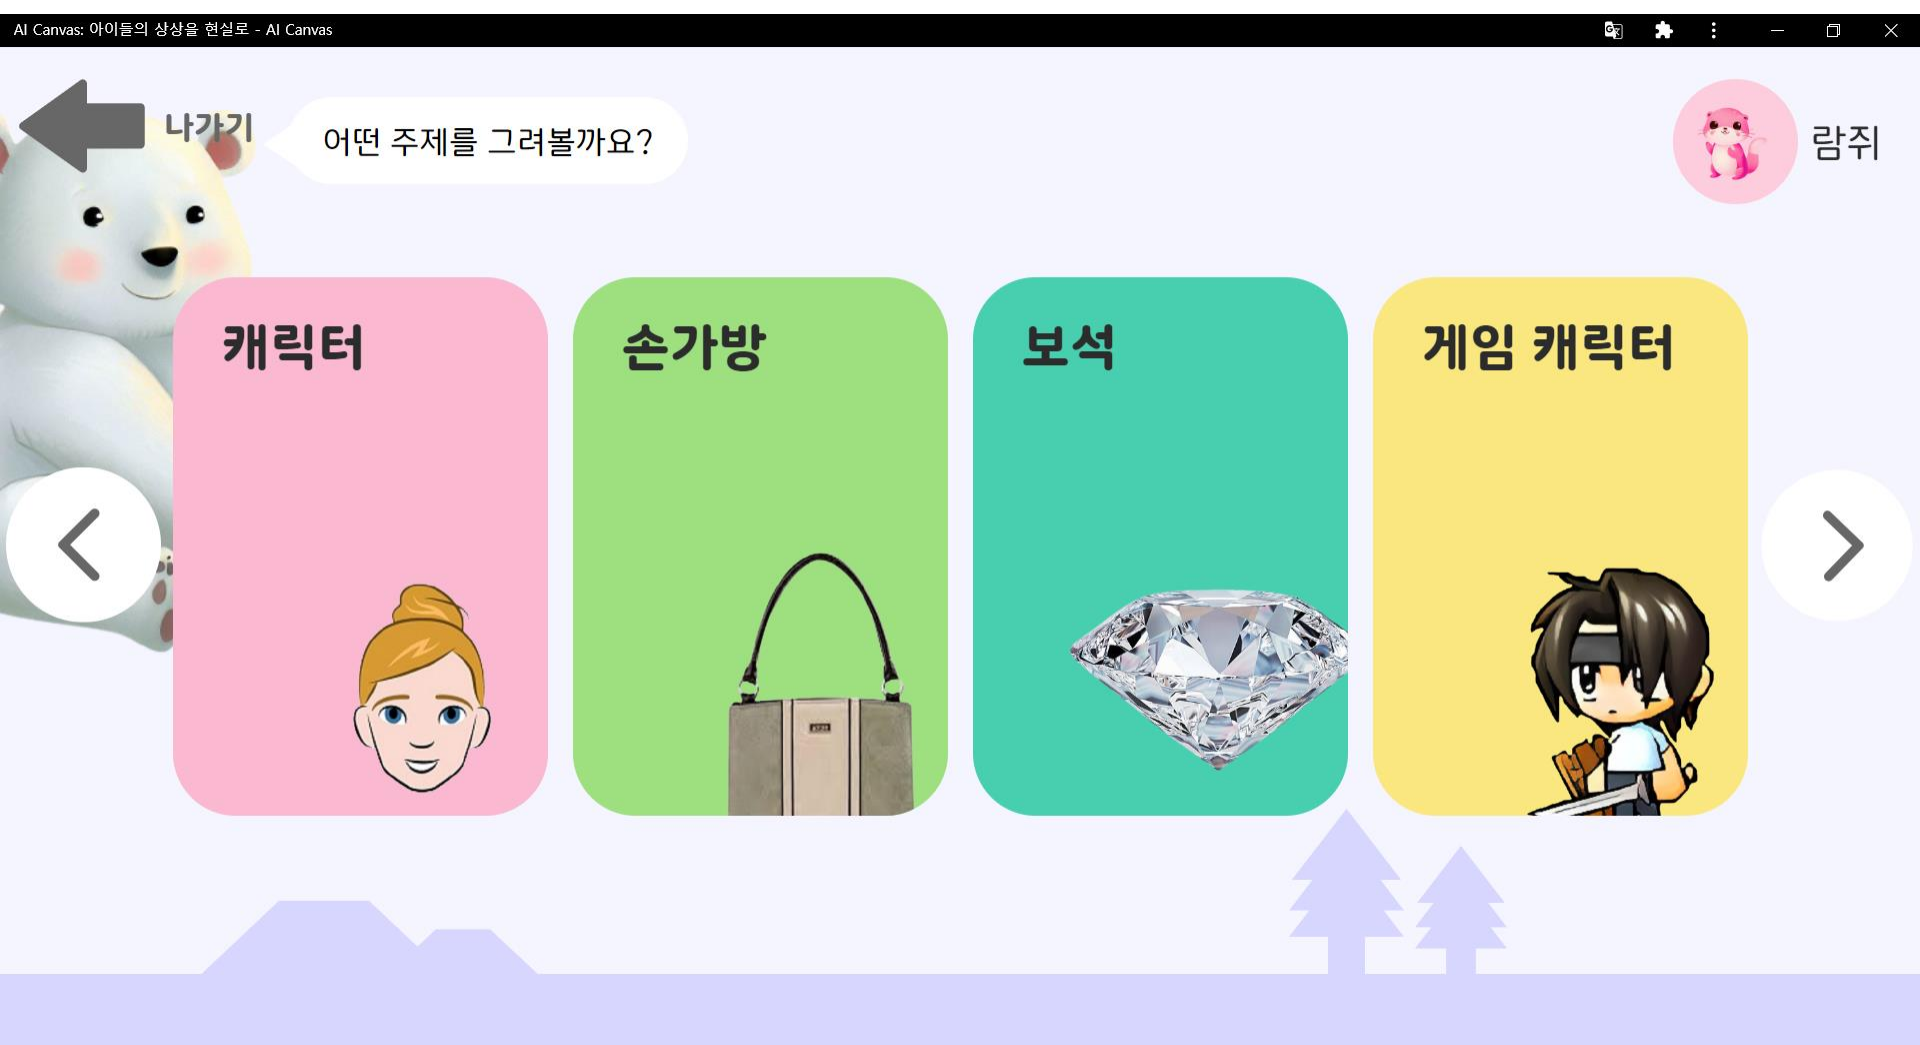 AI Canvas: 아이들의 상상을 현실로 - AI Canvas
나가기
어떤 주제를 그려볼까요?
람쥐
캐릭터
손가방
보석
게임 캐릭터